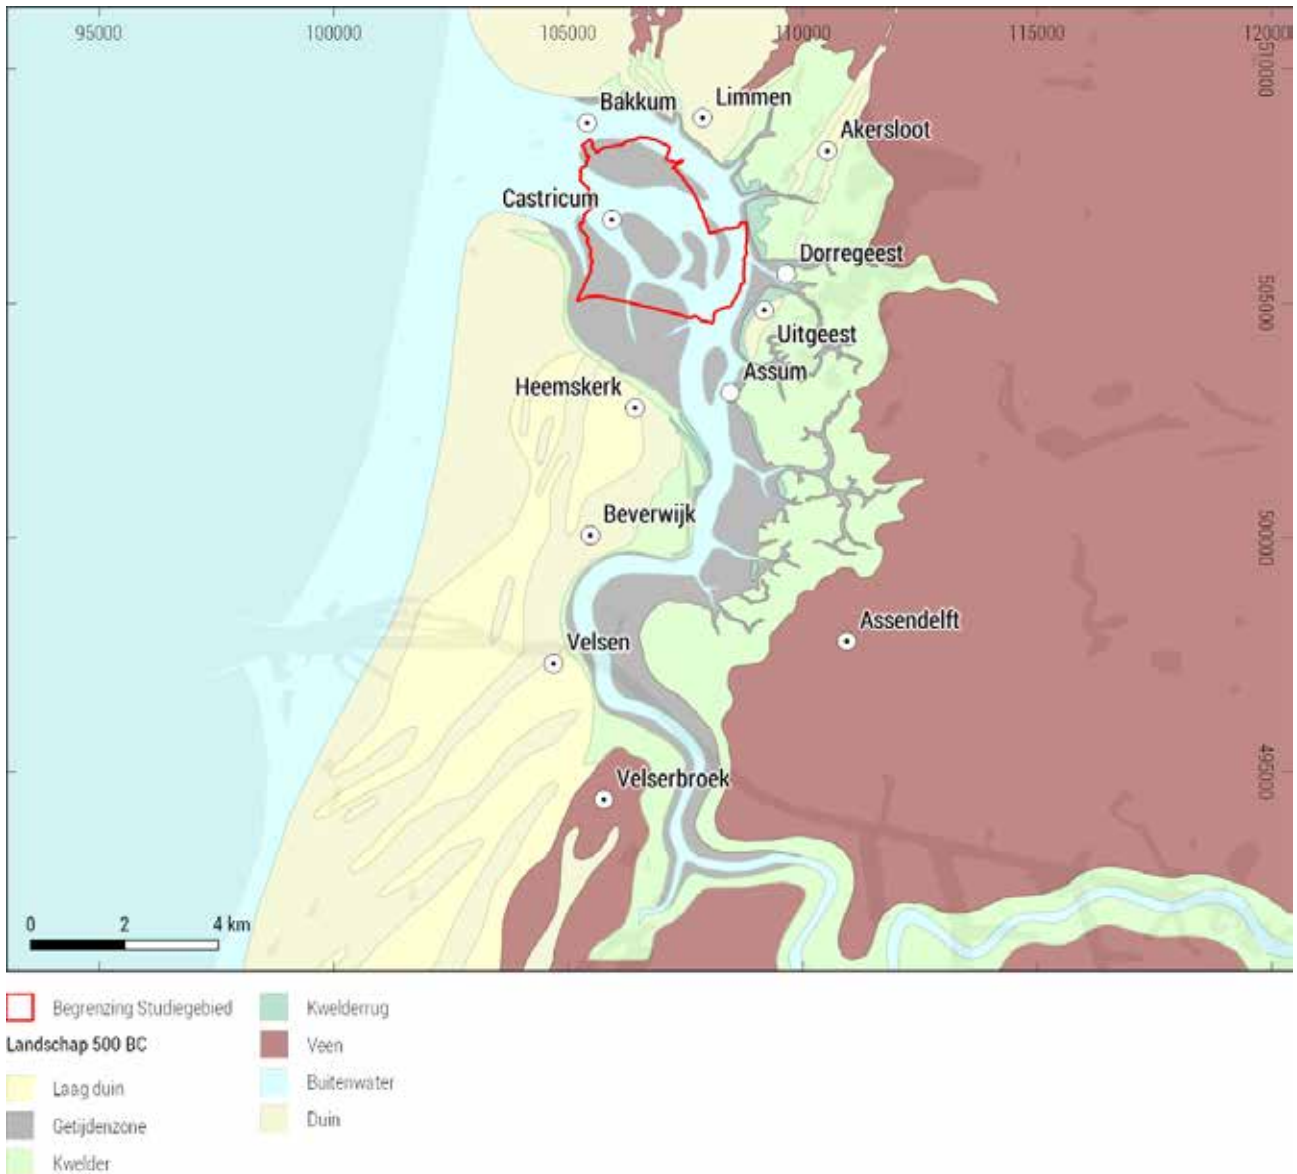 95000 100000 105000 110000 115000 120000
510000
Bakkum
Limmen
Akersloot
Castricum
Dorregeest
505000
Uitgeest
Assum
Heemskerk
Beverwijk
500000
Assendelft
Velsen
495000
Velserbroek
0 2 4 km
Begrenzing Studiegebied
Landschap 500 BC
Laag duin
Getijdenzone
Kwelder
Kwelderrug
Veen
Buitenwater
Duin